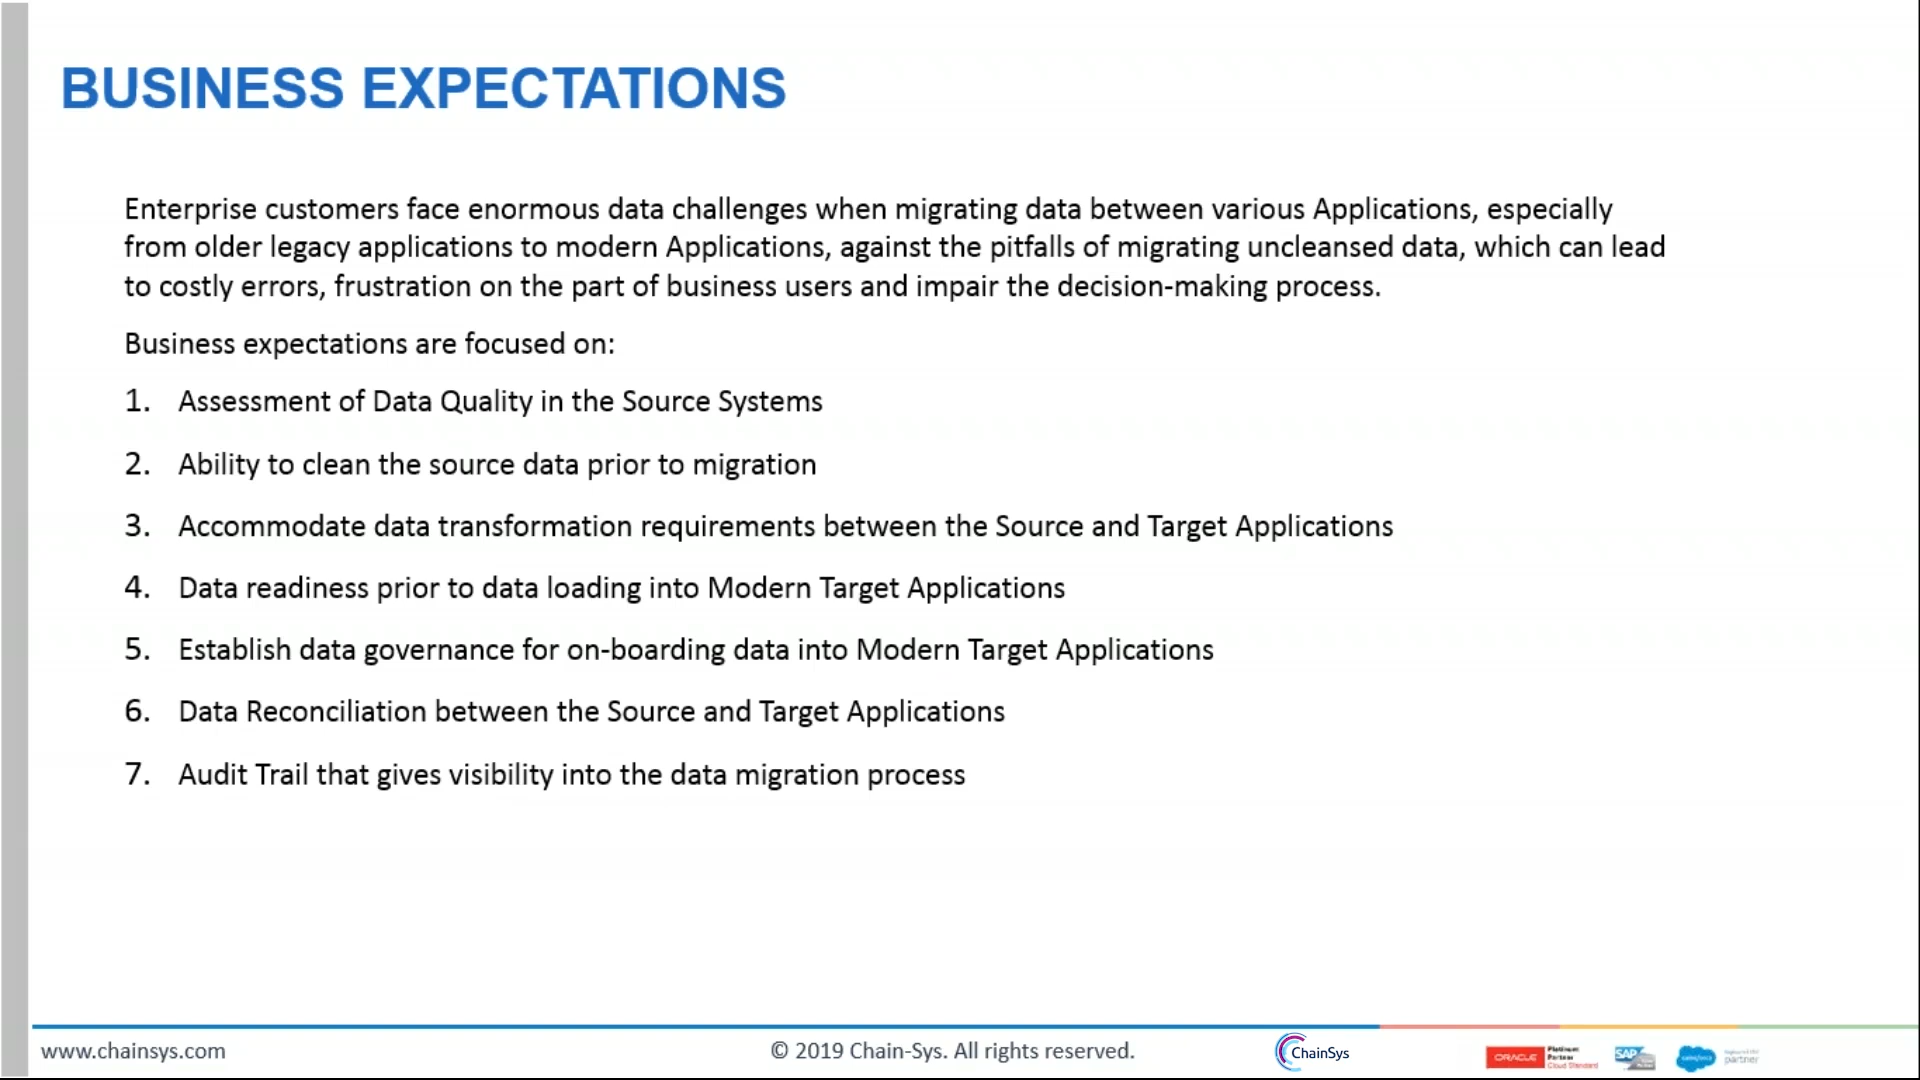 BUSINESS EXPECTATIONS
Enterprise customers face enormous data challenges when migrating data between various Applications, especially
from older legacy applications to modern Applications, against the pitfalls of migrating uncleansed data, which can lead
to costly errors, frustration on the part of business users and impair the decision-making process.
Business expectations are focused on:
1. Assessment of Data Quality in the Source Systems
2. Ability to clean the source data prior to migration
3. Accommodate data transformation requirements between the Source and Target Applications
4. Data readiness prior to data loading into Modern Target Applications
5. Establish data governance for on-boarding data into Modern Target Applications
6. Data Reconciliation between the Source and Target Applications
7. Audit Trail that gives visibility into the data migration process
www.chainsys.com
© 2019 Chain-Sys. All rights reserved.
ChainSys
ORACLE
Platinum
Partner
Cloud Standard
SAP
salesforce
partner